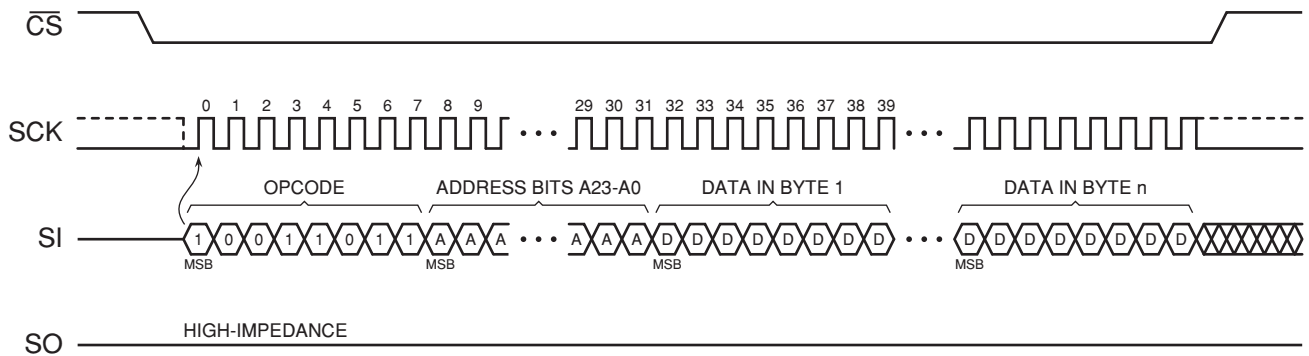 CS
SCK
0 1 2 3 4 5 6 7 8 9 29 30 31 32 33 34 35 36 37 38 39
OPCODE ADDRESS BITS A23-A0 DATA IN BYTE 1 DATA IN BYTE n
SI
1 0 0 1 1 0 1 1 A A A A A A D D D D D D D D D D D D D D D D
MSB MSB MSB MSB
HIGH-IMPEDANCE
SO